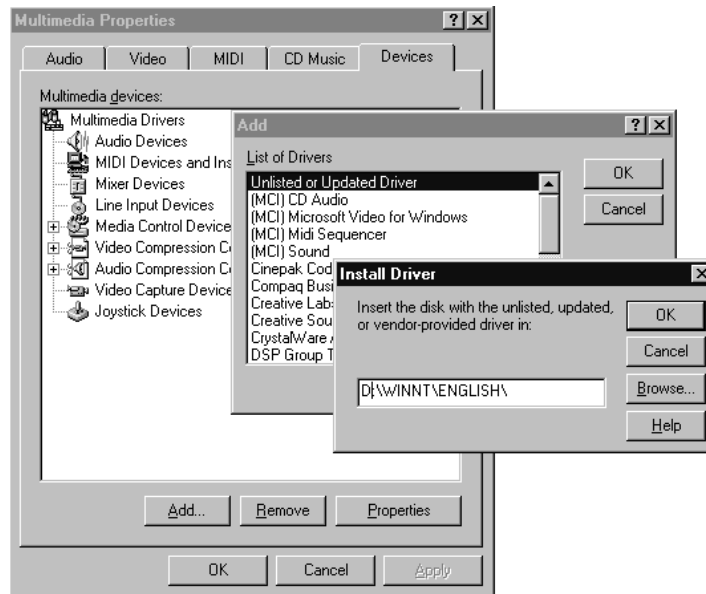 Multimedia Properties
Audio
Video
MIDI
CD Music
Devices
Multimedia devices:
Multimedia Drivers
Audio Devices
MIDI Devices and Ins
Mixer Devices
Line Input Devices
Media Control Device
Video Compression C
Audio Compression C
Video Capture Device
Joystick Devices
Add...
Remove
Properties
OK
Cancel
Apply
Add
List of Drivers
Unlisted or Updated Driver
(MCI) CD Audio
(MCI) Microsoft Video for Windows
(MCI) Midi Sequencer
(MCI) Sound
Cinepak Cod
Compaq Busi
Creative Lab
Creative Sou
CrystalWare
DSP Group T
OK
Cancel
Install Driver
Insert the disk with the unlisted, updated,
or vendor-provided driver in:
D:\WINNT\ENGLISH\
OK
Cancel
Browse...
Help